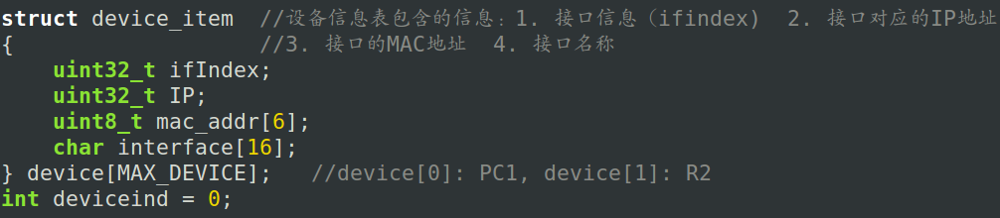 struct device_item  //设备信息表包含的信息：1. 接口信息（ifindex)  2. 接口对应的IP地址
{                   //3. 接口的MAC地址  4. 接口名称
    uint32_t ifIndex;
    uint32_t IP;
    uint8_t mac_addr[6];
    char interface[16];
} device[MAX_DEVICE];   //device[0]: PC1, device[1]: R2
int deviceind = 0;